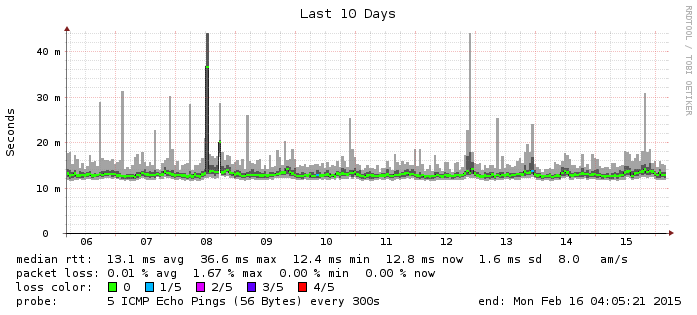 Last 10 Days
RRDTOOL / TOBI OETIKER
Seconds
40 m
30 m
20 m
10 m
0
06 07 08 09 10 11 12 13 14 15
median rtt: 13.1 ms avg 36.6 ms max 12.4 ms min 12.8 ms now 1.6 ms sd 8.0 am/s
packet loss: 0.01 % avg 1.67 % max 0.00 % min 0.00 % now
loss color: 0 1/5 2/5 3/5 4/5
probe: 5 ICMP Echo Pings (56 Bytes) every 300s end: Mon Feb 16 04:05:21 2015